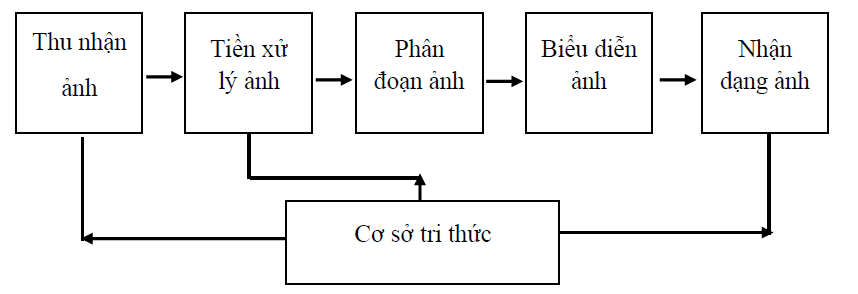 Thu nhận
ảnh
Tiền xử
lý ảnh
Phân
đoạn ảnh
Biểu diễn
ảnh
Nhận
dạng ảnh
Cơ sở tri thức